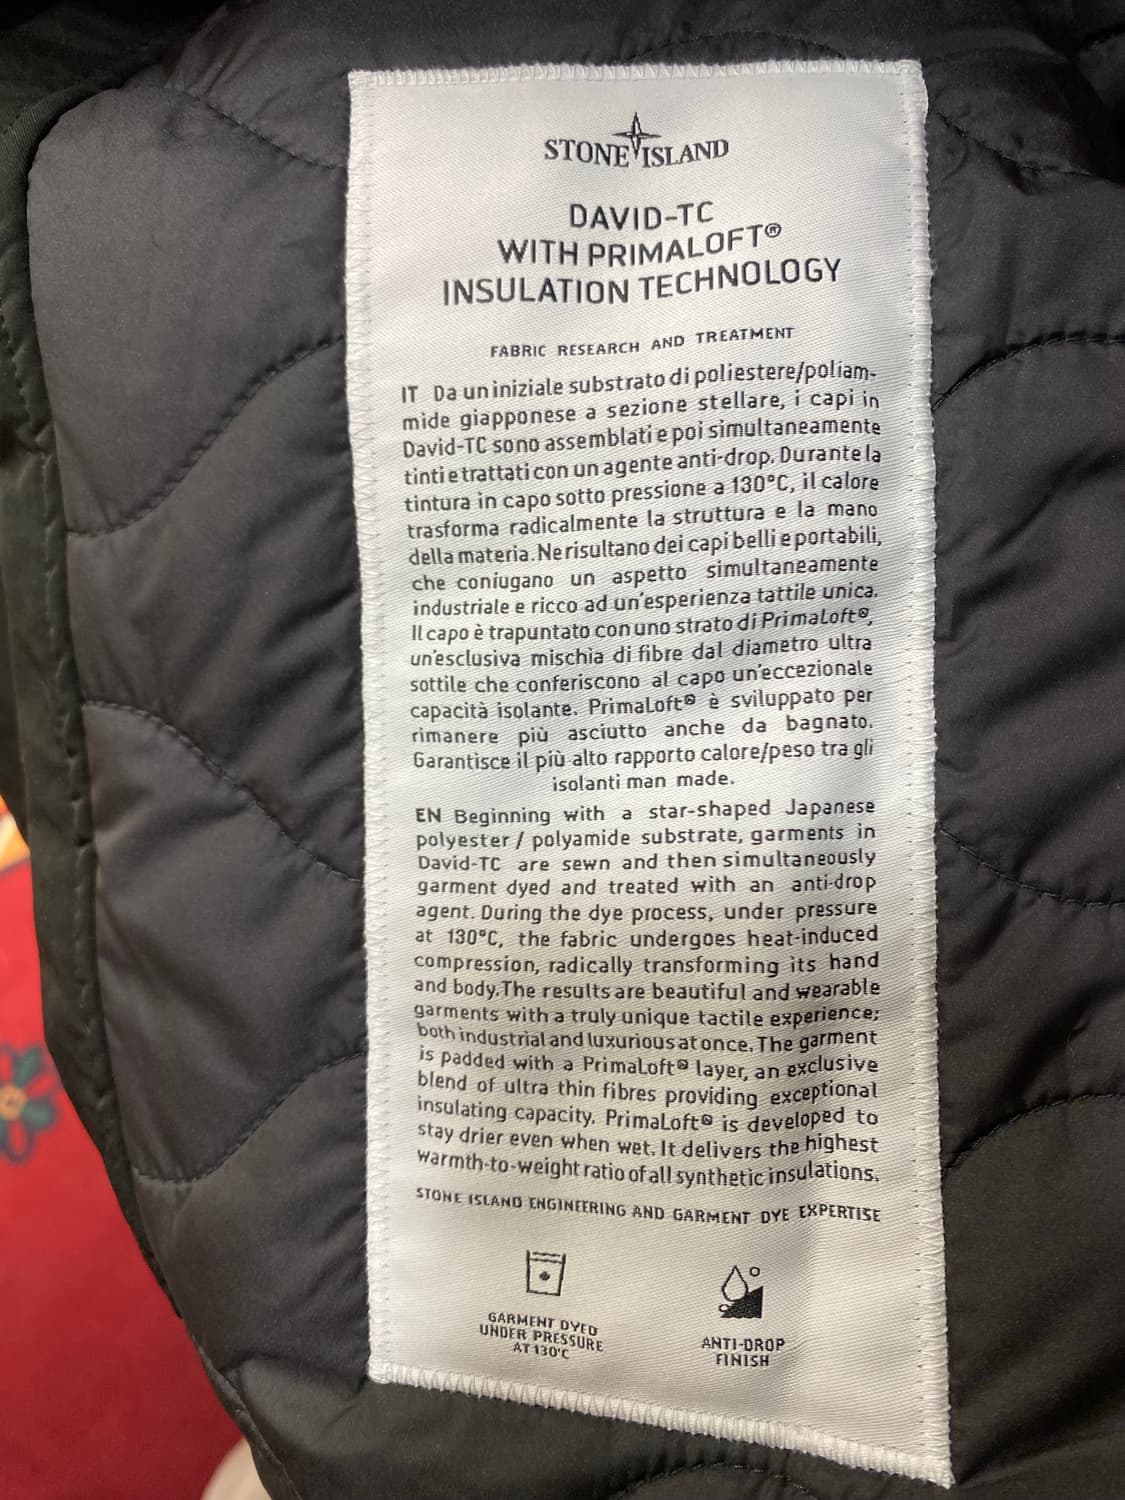 STONE ISLAND
DAVID-TC
WITH PRIMALOFT®
INSULATION TECHNOLOGY
FABRIC RESEARCH AND TREATMENT
IT Da un iniziale substrato di poliestere/poliam-
mide giapponese a sezione stellare, i capi in
David-TC sono assemblati e poi simultaneamente
tinti e trattati con un agente anti-drop. Durante la
tintura in capo sotto pressione a 130°C, il calore
trasforma radicalmente la struttura e la mano
della materia. Ne risultano dei capi belli e portabili,
che coniugano un aspetto simultaneamente
industriale e ricco ad un'esperienza tattile unica.
Il capo è trapuntato con uno strato di PrimaLoft®,
un'esclusiva mischia di fibre dal diametro ultra
sottile che conferiscono al capo un'eccezionale
capacità isolante. PrimaLoft® è sviluppato per
rimanere più asciutto anche da bagnato.
Garantisce il più alto rapporto calore/peso tra gli
isolanti man made.
EN Beginning with a star-shaped Japanese
polyester / polyamide substrate, garments in
David-TC are sewn and then simultaneously
garment dyed and treated with an anti-drop
agent. During the dye process, under pressure
at 130°C, the fabric undergoes heat-induced
compression, radically transforming its hand
and body.The results are beautiful and wearable
garments with a truly unique tactile experience;
both industrial and luxurious at once. The garment
is padded with a PrimaLoft® layer, an exclusive
blend of ultra thin fibres providing exceptional
insulating capacity. PrimaLoft® is developed to
stay drier even when wet. It delivers the highest
warmth-to-weight ratio of all synthetic insulations.
STONE ISLAND ENGINEERING AND GARMENT DYE EXPERTISE
GARMENT DYED
UNDER PRESSURE
AT 130°C
ANTI-DROP
FINISH